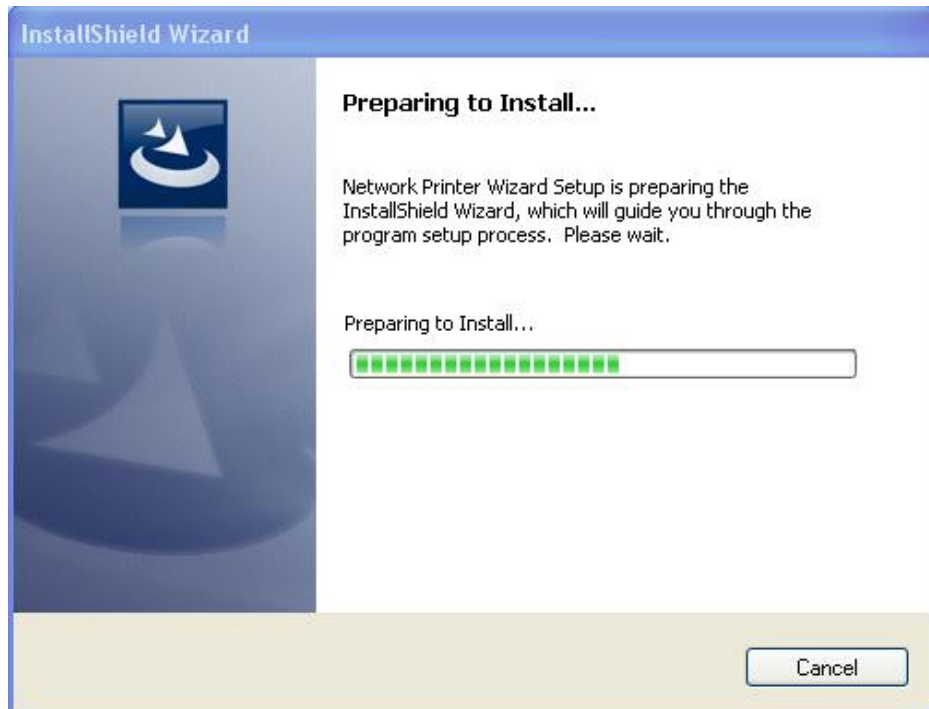 InstallShield Wizard
Preparing to Install...
Network Printer Wizard Setup is preparing the
InstallShield Wizard, which will guide you through the
program setup process.  Please wait.
Preparing to Install...
Cancel